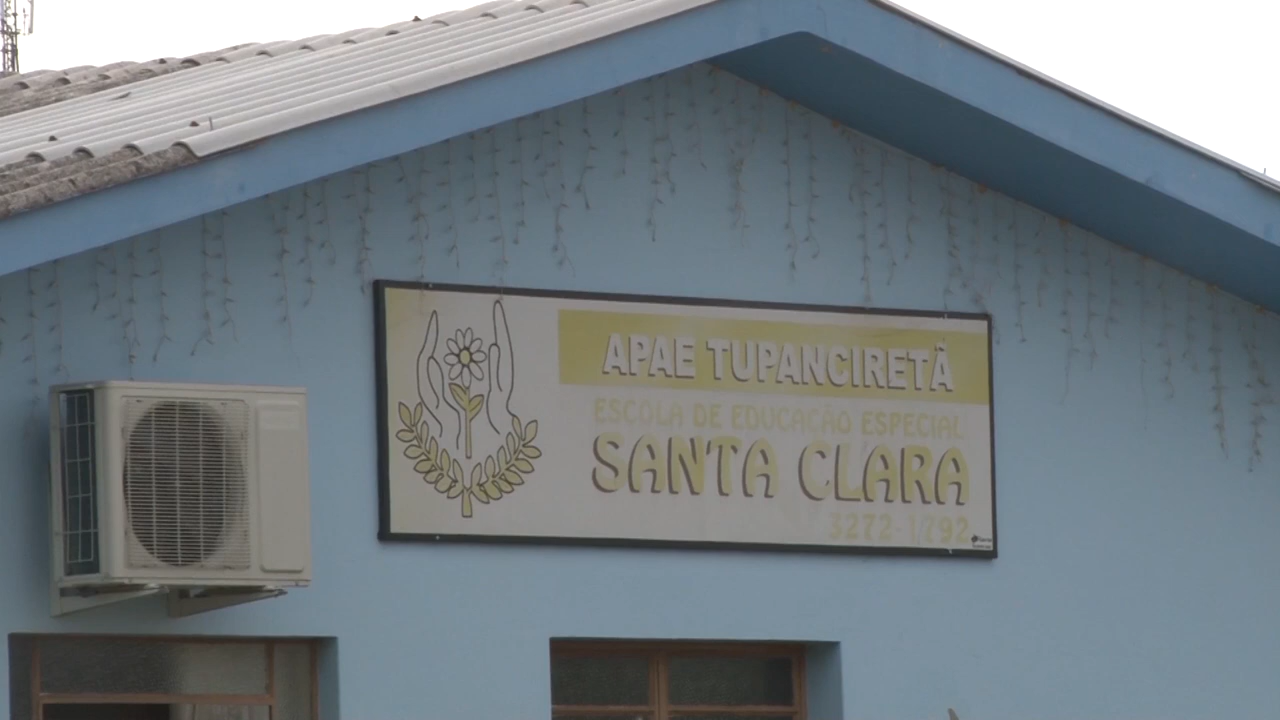 APAE TUPANCIRETÃ
ESCOLA DE EDUCAÇÃO ESPECIAL
SANTA CLARA
3272-1792